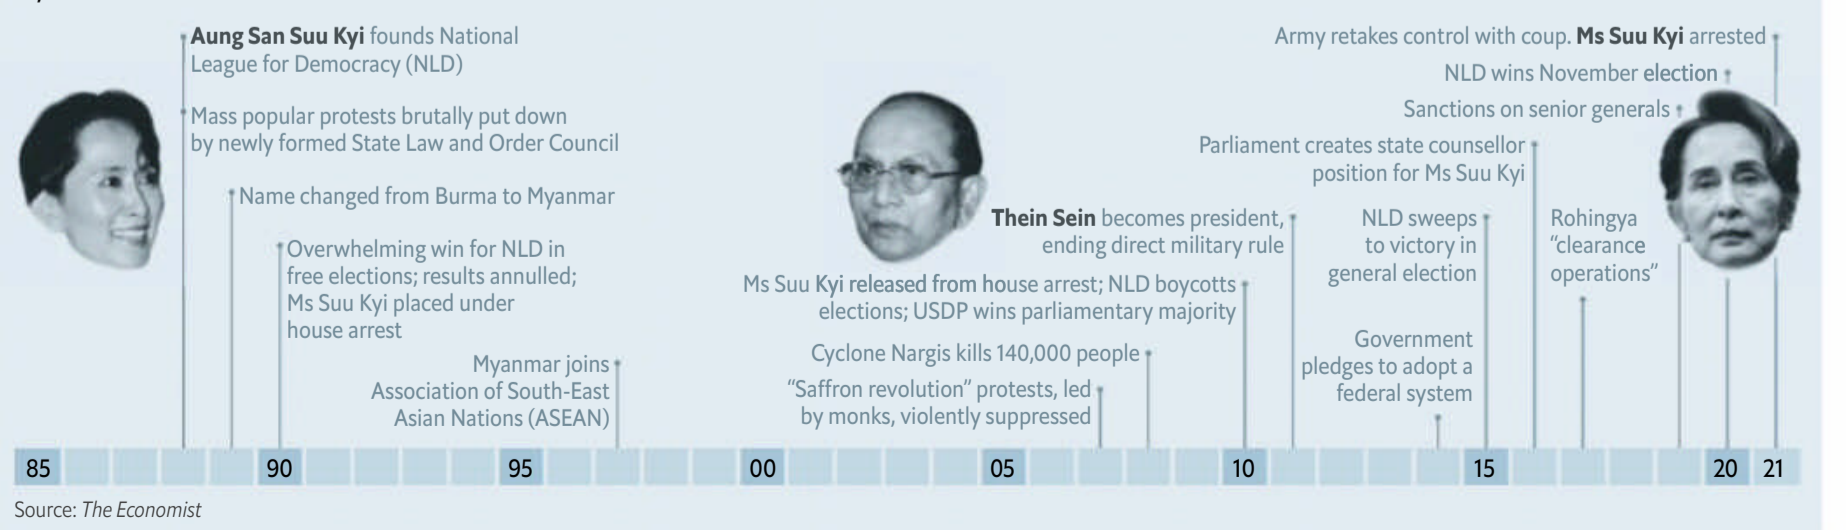 Aung San Suu Kyi founds National
League for Democracy (NLD)
Mass popular protests brutally put down
by newly formed State Law and Order Council
Name changed from Burma to Myanmar
Overwhelming win for NLD in
free elections; results annulled;
Ms Suu Kyi placed under
house arrest
Myanmar joins
Association of South-East
Asian Nations (ASEAN)
"Saffron revolution" protests, led
by monks, violently suppressed
Cyclone Nargis kills 140,000 people
Ms Suu Kyi released from house arrest; NLD boycotts
elections; USDP wins parliamentary majority
Thein Sein becomes president,
ending direct military rule
Government
pledges to adopt a
federal system
NLD sweeps
to victory in
general election
Parliament creates state counsellor
position for Ms Suu Kyi
Rohingya
“clearance
operations”
Sanctions on senior generals
NLD wins November election
Army retakes control with coup. Ms Suu Kyi arrested
85 90 95 00 05 10 15 20 21
Source: The Economist